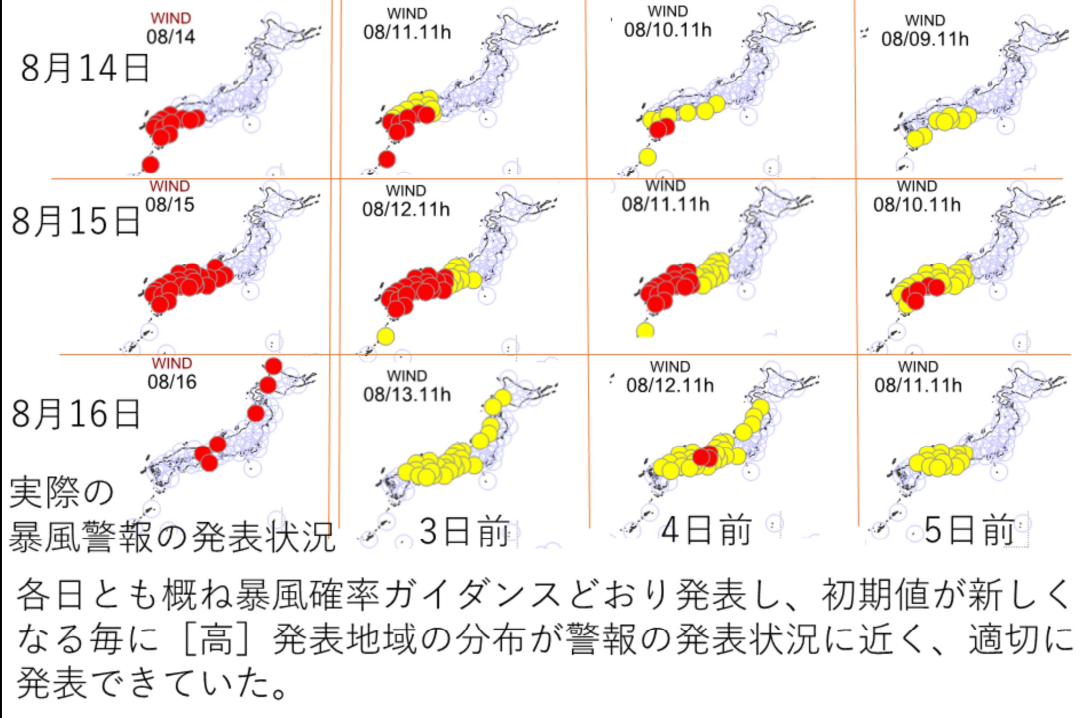 WIND
08/14
WIND
08/11.11h
WIND
08/10.11h
WIND
08/09.11h
8月14日
WIND
08/15
WIND
08/12.11h
WIND
08/11.11h
WIND
08/10.11h
8月15日
WIND
08/16
WIND
08/13.11h
WIND
08/12.11h
WIND
08/11.11h
8月16日
実際の
暴風警報の発表状況
3日前
4日前
5日前
各日とも概ね暴風確率ガイダンスどおり発表し、初期値が新しく
なる毎に［高］発表地域の分布が警報の発表状況に近く、適切に
発表できていた。